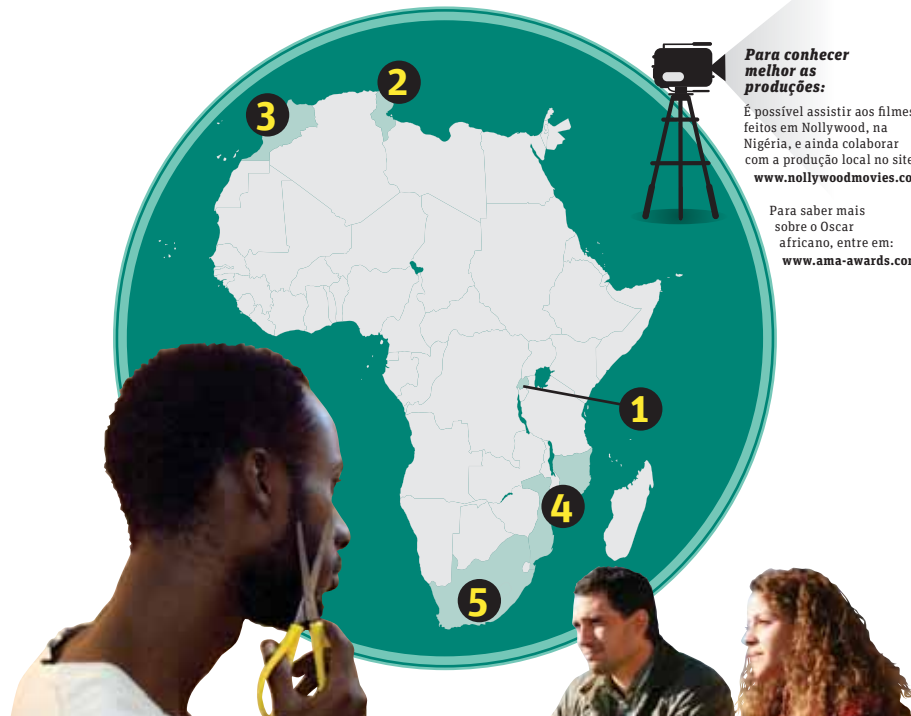 Para conhecer
melhor as
produções:
É possível assistir aos filmes
feitos em Nollywood, na
Nigéria, e ainda colaborar
com a produção local no site
www.nollywoodmovies.co
Para saber mais
sobre o Oscar
africano, entre em:
www.ama-awards.com
2
3
1
4
5